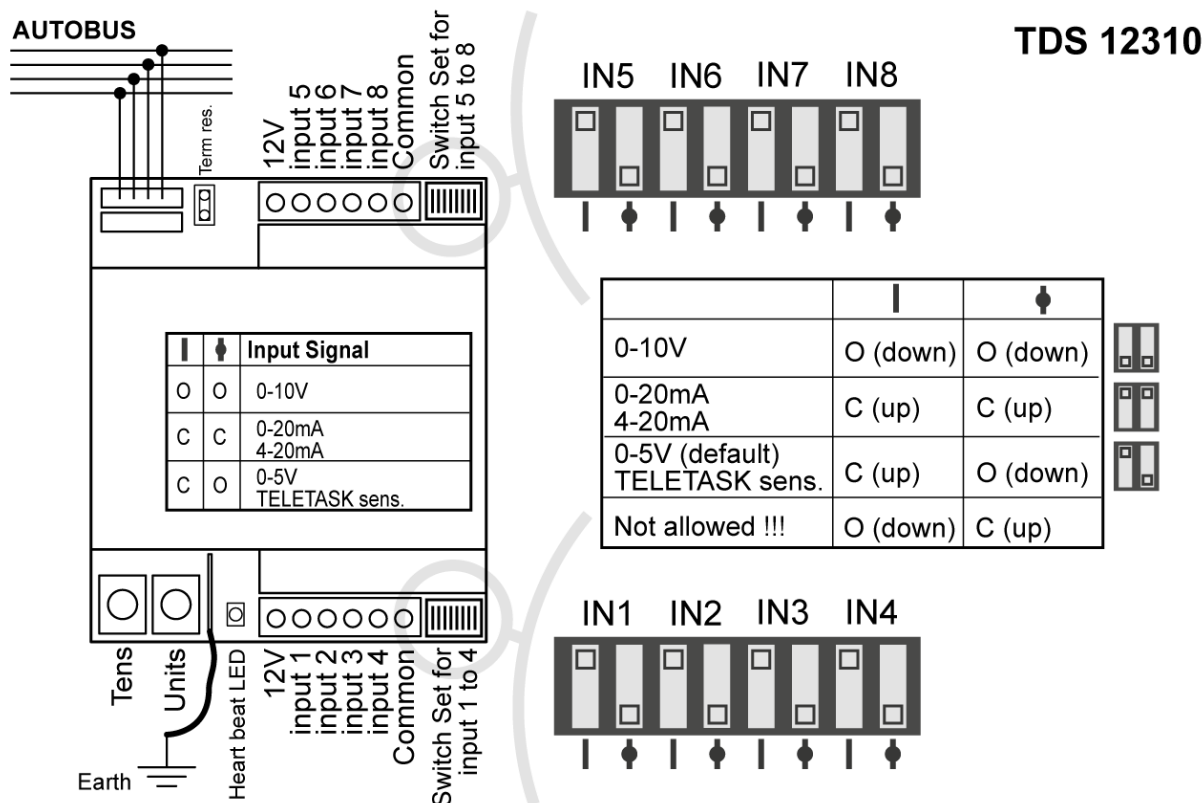 AUTOBUS
TDS 12310
Term res.
12V
input 5
input 6
input 7
input 8
Common
Switch Set for
input 5 to 8
IN5 IN6 IN7 IN8
Input Signal
O O 0-10V
C C 0-20mA
4-20mA
C O 0-5V
TELETASK sens.
0-10V O (down) O (down)
0-20mA
4-20mA C (up) C (up)
0-5V (default)
TELETASK sens. C (up) O (down)
Not allowed !!! O (down) C (up)
IN1 IN2 IN3 IN4
Tens
Units
Earth
Heart beat LED
12V
input 1
input 2
input 3
input 4
Common
Switch Set for
input 1 to 4